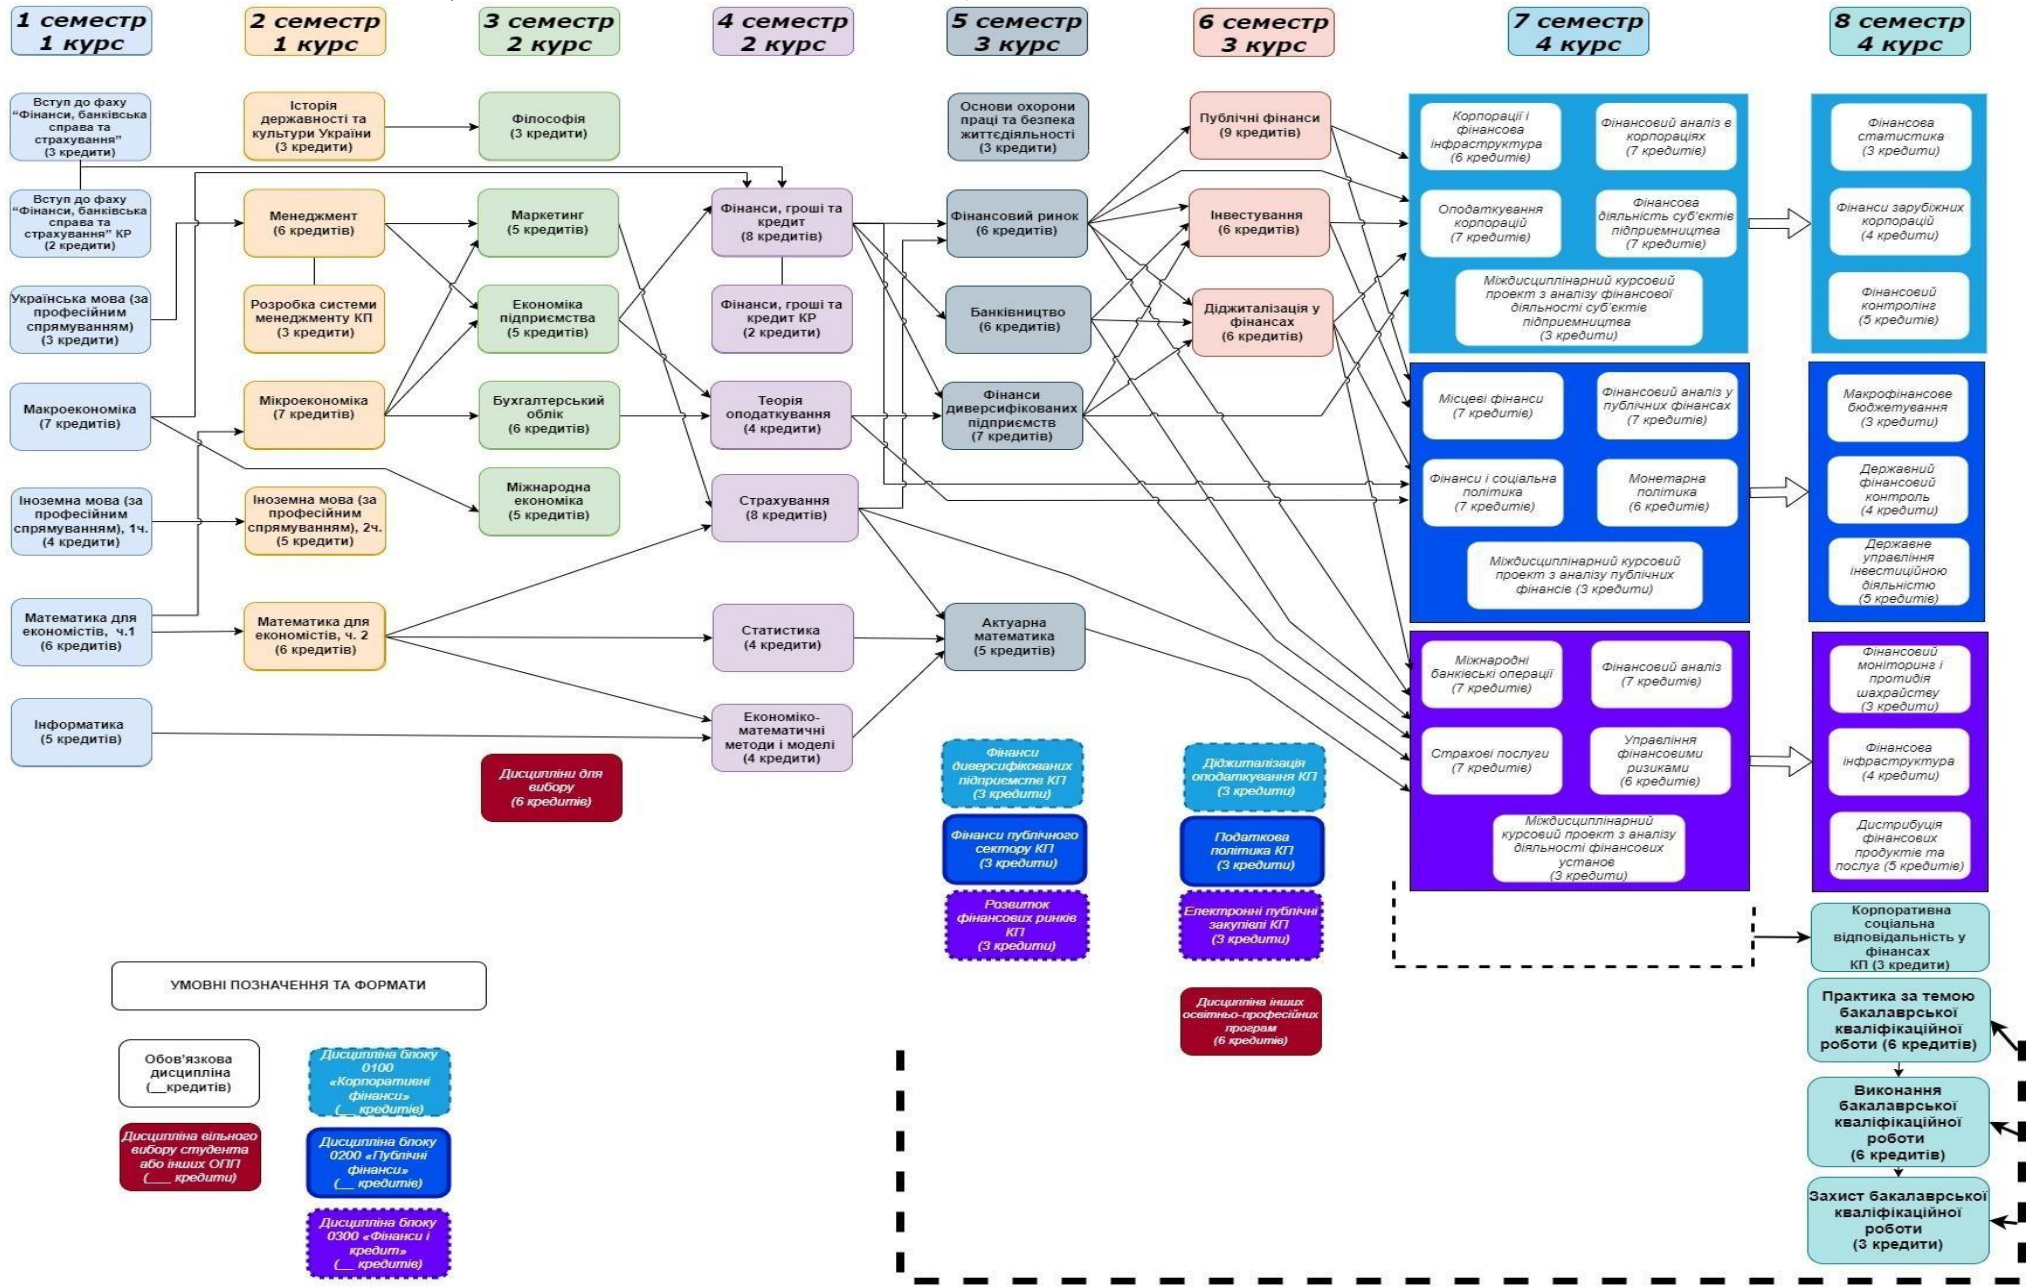 1 семестр
1 курс
2 семестр
1 курс
3 семестр
2 курс
4 семестр
2 курс
5 семестр
3 курс
6 семестр
3 курс
7 семестр
4 курс
8 семестр
4 курс
Вступ до фаху
“Фінанси, банківська
справа та
страхування”
(3 кредити)
Вступ до фаху
“Фінанси, банківська
справа та
страхування” КР
(2 кредити)
Українська мова (за
професійним
спрямуванням)
(3 кредити)
Макроекономіка
(7 кредитів)
Іноземна мова (за
професійним
спрямуванням), 1ч.
(4 кредити)
Математика для
економістів, ч.1
(6 кредитів)
Інформатика
(5 кредитів)
Історія
державності та
культури України
(3 кредити)
Менеджмент
(6 кредитів)
Розробка системи
менеджменту КП
(3 кредити)
Мікроекономіка
(7 кредитів)
Іноземна мова (за
професійним
спрямуванням), 2ч.
(5 кредити)
Математика для
економістів, ч. 2
(6 кредитів)
Філософія
(3 кредити)
Маркетинг
(5 кредитів)
Економіка
підприємства
(5 кредитів)
Бухгалтерський
облік
(6 кредитів)
Міжнародна
економіка
(5 кредитів)
Дисципліни для
вибору
(6 кредитів)
Фінанси, гроші та
кредит
(8 кредитів)
Фінанси, гроші та
кредит КР
(2 кредити)
Теорія
оподаткування
(4 кредити)
Страхування
(8 кредитів)
Статистика
(4 кредити)
Економіко-
математичні
методи і моделі
(4 кредити)
Основи охорони
праці та безпека
життєдіяльності
(3 кредити)
Фінансовий ринок
(6 кредитів)
Банківництво
(6 кредитів)
Фінанси
диверсифікованих
підприємств
(7 кредитів)
Актуарна
математика
(5 кредитів)
Фінанси
диверсифікованих
підприємств КП
(3 кредити)
Фінанси публічного
сектору КП
(3 кредити)
Розвиток
фінансових ринків
КП
(3 кредити)
Публічні фінанси
(9 кредитів)
Інвестування
(6 кредитів)
Діджиталізація у
фінансах
(6 кредитів)
Діджиталізація
оподаткування КП
(3 кредити)
Податкова
політика КП
(3 кредити)
Електронні публічні
закупівлі КП
(3 кредити)
Дисципліна інших
освітньо-професійних
програм
(6 кредитів)
Корпорації і
фінансова
інфраструктура
(6 кредитів)
Фінансовий аналіз в
корпораціях
(7 кредитів)
Оподаткування
корпорацій
(7 кредитів)
Фінансова
діяльність суб’єктів
підприємництва
(7 кредитів)
Міждисциплінарний курсовий
проект з аналізу фінансової
діяльності суб’єктів
підприємництва
(3 кредити)
Місцеві фінанси
(7 кредитів)
Фінансовий аналіз у
публічних фінансах
(7 кредитів)
Фінанси і соціальна
політика
(7 кредитів)
Монетарна
політика
(6 кредитів)
Міждисциплінарний курсовий
проект з аналізу публічних
фінансів (3 кредити)
Міжнародні
банківські операції
(7 кредитів)
Фінансовий аналіз
(7 кредитів)
Страхові послуги
(7 кредитів)
Управління
фінансовими
ризиками
(6 кредитів)
Міждисциплінарний
курсовий проект з аналізу
діяльності фінансових
установ
(3 кредити)
Фінансова
статистика
(3 кредити)
Фінанси зарубіжних
корпорацій
(4 кредити)
Фінансовий
контролінг
(5 кредитів)
Макрофінансове
бюджетування
(3 кредити)
Державний
фінансовий
контроль
(4 кредити)
Державне
управління
інвестиційною
діяльністю
(5 кредитів)
Фінансовий
моніторинг і
протидія
шахрайству
(3 кредити)
Фінансова
інфраструктура
(4 кредити)
Дистрибуція
фінансових
продуктів та
послуг (5 кредитів)
Корпоративна
соціальна
відповідальність у
фінансах
КП (3 кредити)
Практика за темою
бакалаврської
кваліфікаційної
роботи (6 кредитів)
Виконання
бакалаврської
кваліфікаційної
роботи
(6 кредитів)
Захист бакалаврської
кваліфікаційної
роботи
(3 кредити)
УМОВНІ ПОЗНАЧЕННЯ ТА ФОРМАТИ
Обов’язкова
дисципліна
(__кредитів)
Дисципліна вільного
вибору студента
або інших ОПП
(___ кредити)
Дисципліна блоку
0100
«Корпоративні
фінанси»
(__ кредитів)
Дисципліна блоку
0200 «Публічні
фінанси»
(__ кредитів)
Дисципліна блоку
0300 «Фінанси і
кредит»
(__ кредитів)